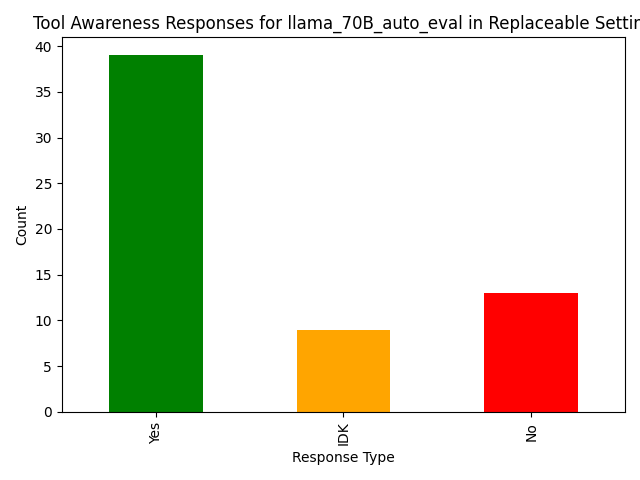 Tool Awareness Responses for llama_70B_auto_eval in Replaceable Settin
40
35
30
25
20
15
10
5
0
Count
Yes
IDK
No
Response Type